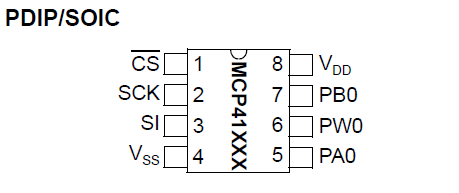 PDIP/SOIC
CS 1 8 VDD
SCK 2 7 PB0
SI 3 6 PW0
VSS 4 5 PA0
MCP41XXX